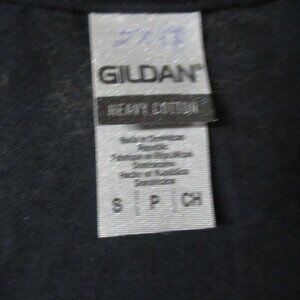 GILDAN®
HEAVY COTTON
Made in Dominican
Republic
Fabriqué en République
Dominicaine
Hecho en República
Dominicana
S P CH